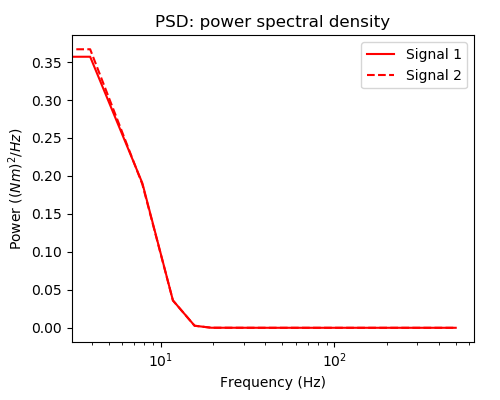 PSD: power spectral density
Signal 1
Signal 2
Power ((Nm)²/Hz)
0.35
0.30
0.25
0.20
0.15
0.10
0.05
0.00
10¹ 10²
Frequency (Hz)